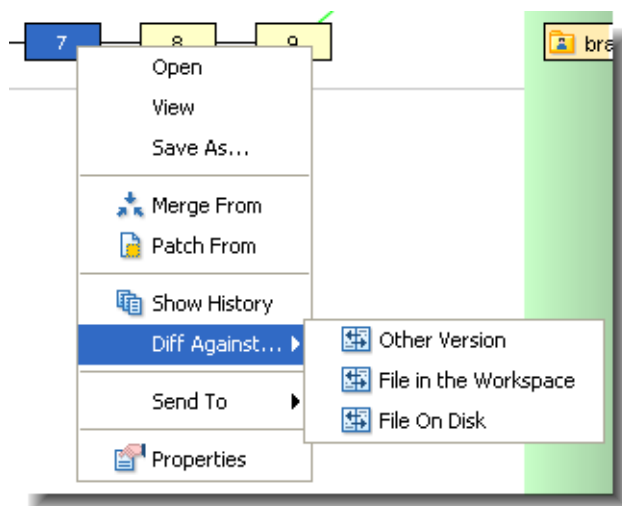 7 8 9
bra
Open
View
Save As...
Merge From
Patch From
Show History
Diff Against...
Other Version
File in the Workspace
File On Disk
Send To
Properties